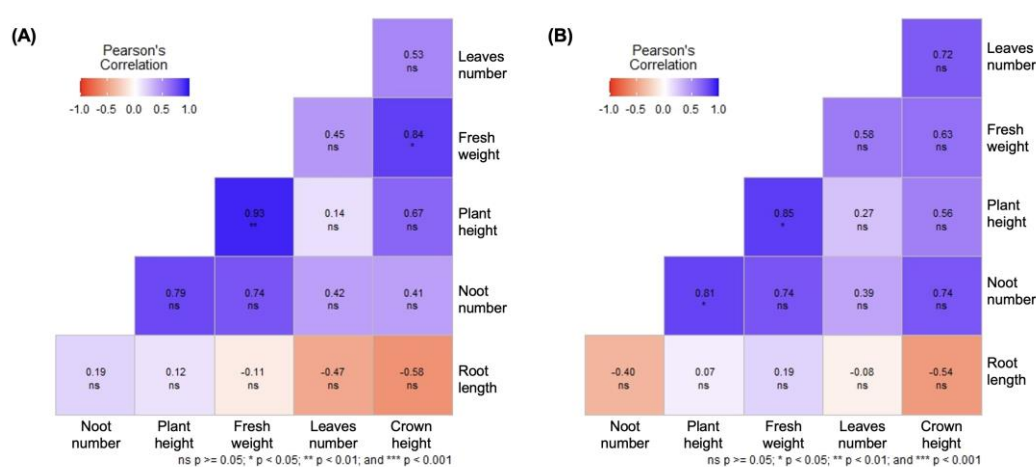 (A)
Pearson's
Correlation
-1.0 -0.5 0.0 0.5 1.0
0.53
ns
Leaves
number
0.45
ns
0.84
*
Fresh
weight
0.93
**
0.14
ns
0.67
ns
Plant
height
0.79
ns
0.74
ns
0.42
ns
0.41
ns
Noot
number
0.19
ns
0.12
ns
-0.11
ns
-0.47
ns
-0.58
ns
Root
length
Noot
number
Plant
height
Fresh
weight
Leaves
number
Crown
height
ns p >= 0.05; * p < 0.05; ** p < 0.01; and *** p < 0.001
(B)
Pearson's
Correlation
-1.0 -0.5 0.0 0.5 1.0
0.72
ns
Leaves
number
0.58
ns
0.63
ns
Fresh
weight
0.85
*
0.27
ns
0.56
ns
Plant
height
0.81
*
0.74
ns
0.39
ns
0.74
ns
Noot
number
-0.40
ns
0.07
ns
0.19
ns
-0.08
ns
-0.54
ns
Root
length
Noot
number
Plant
height
Fresh
weight
Leaves
number
Crown
height
ns p >= 0.05; * p < 0.05; ** p < 0.01; and *** p < 0.001